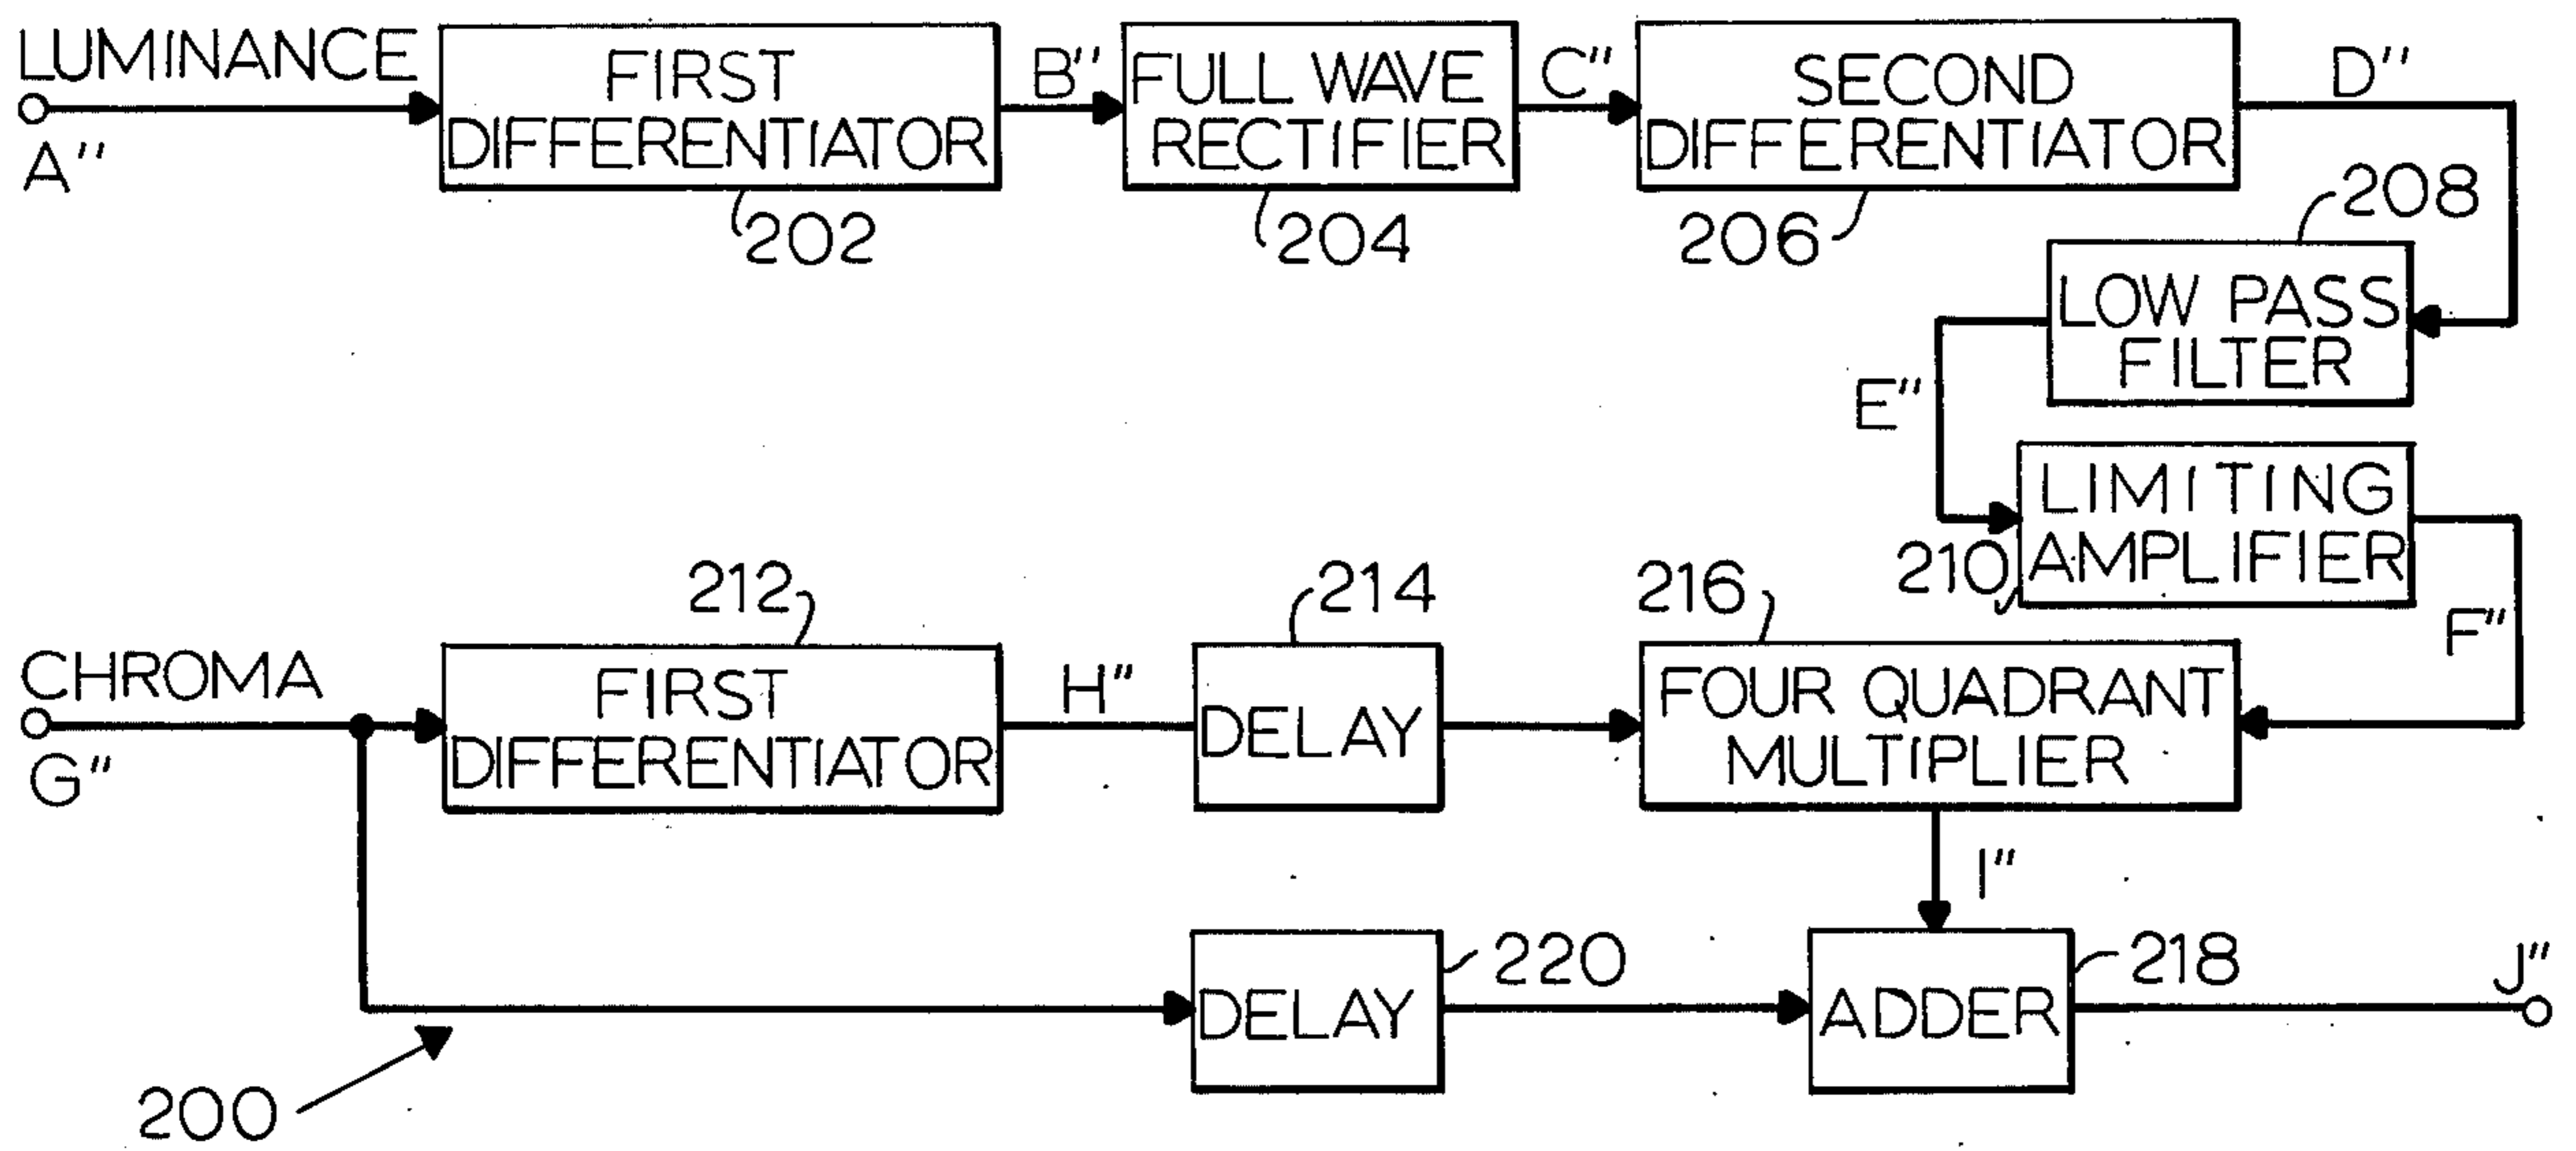 LUMINANCE
A"
FIRST
DIFFERENTIATOR
202
B"
FULL WAVE
RECTIFIER
204
C"
SECOND
DIFFERENTIATOR
206
D"
208
LOW PASS
FILTER
E"
LIMITING
AMPLIFIER
210
F"
CHROMA
G"
212
FIRST
DIFFERENTIATOR
H"
214
DELAY
216
FOUR QUADRANT
MULTIPLIER
I"
DELAY
220
ADDER
218
J"
200